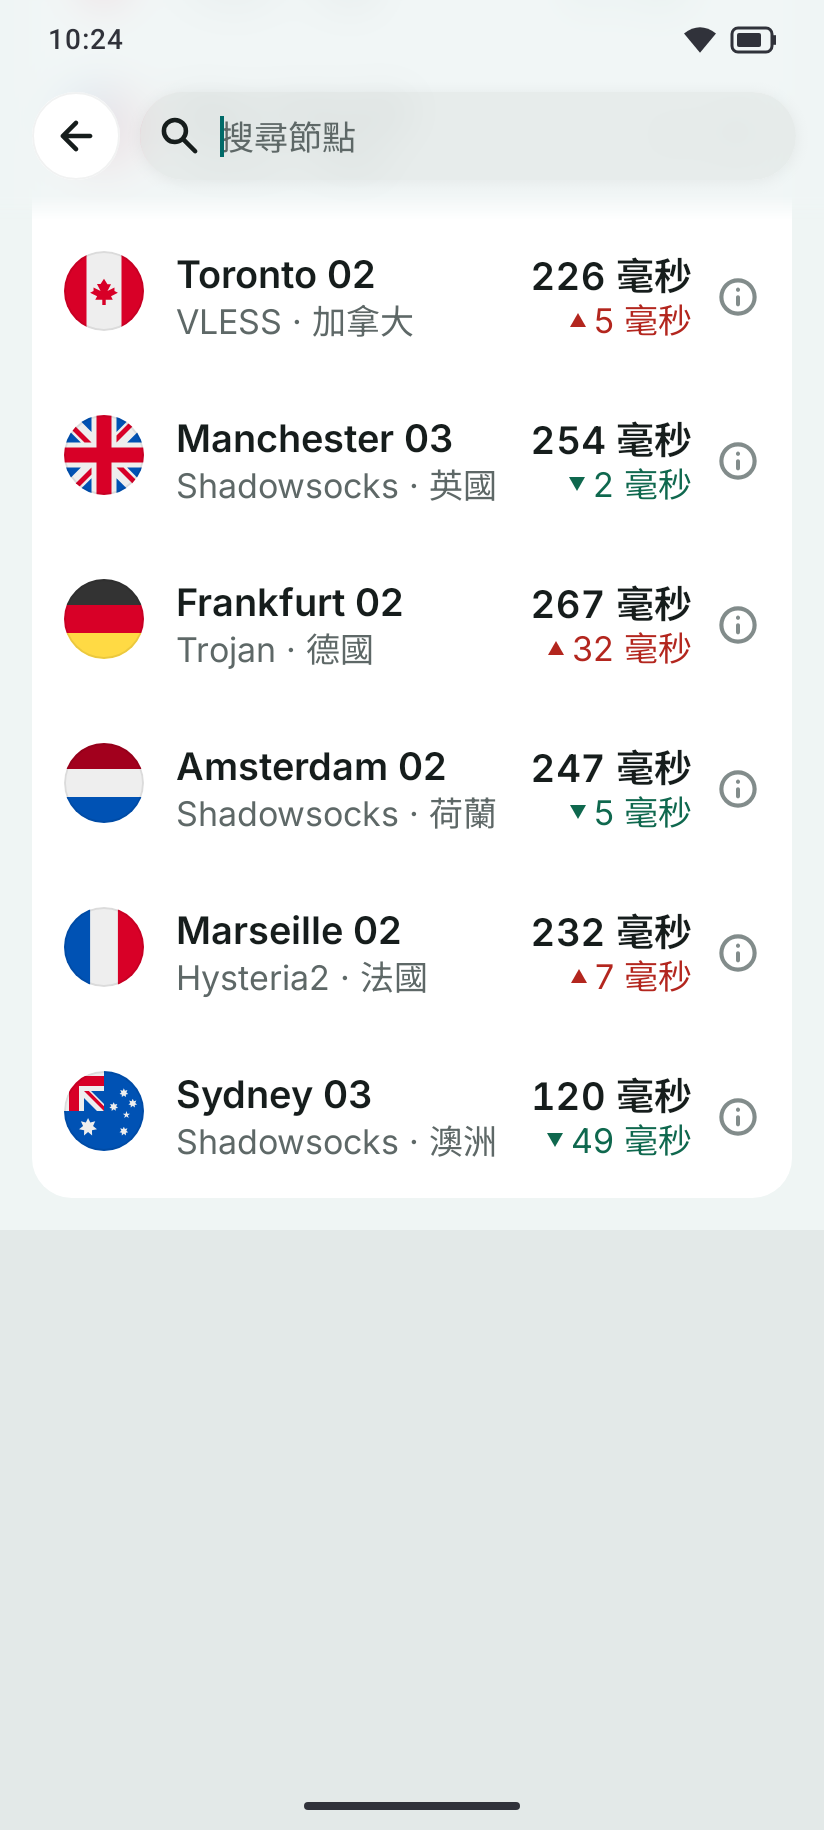 10:24
搜尋節點
Toronto 02
226 毫秒
VLESS · 加拿大
▲5 毫秒
Manchester 03
254 毫秒
Shadowsocks · 英國
▼2 毫秒
Frankfurt 02
267 毫秒
Trojan · 德國
▲32 毫秒
Amsterdam 02
247 毫秒
Shadowsocks · 荷蘭
▼5 毫秒
Marseille 02
232 毫秒
Hysteria2 · 法國
▲7 毫秒
Sydney 03
120 毫秒
Shadowsocks · 澳洲
▼49 毫秒